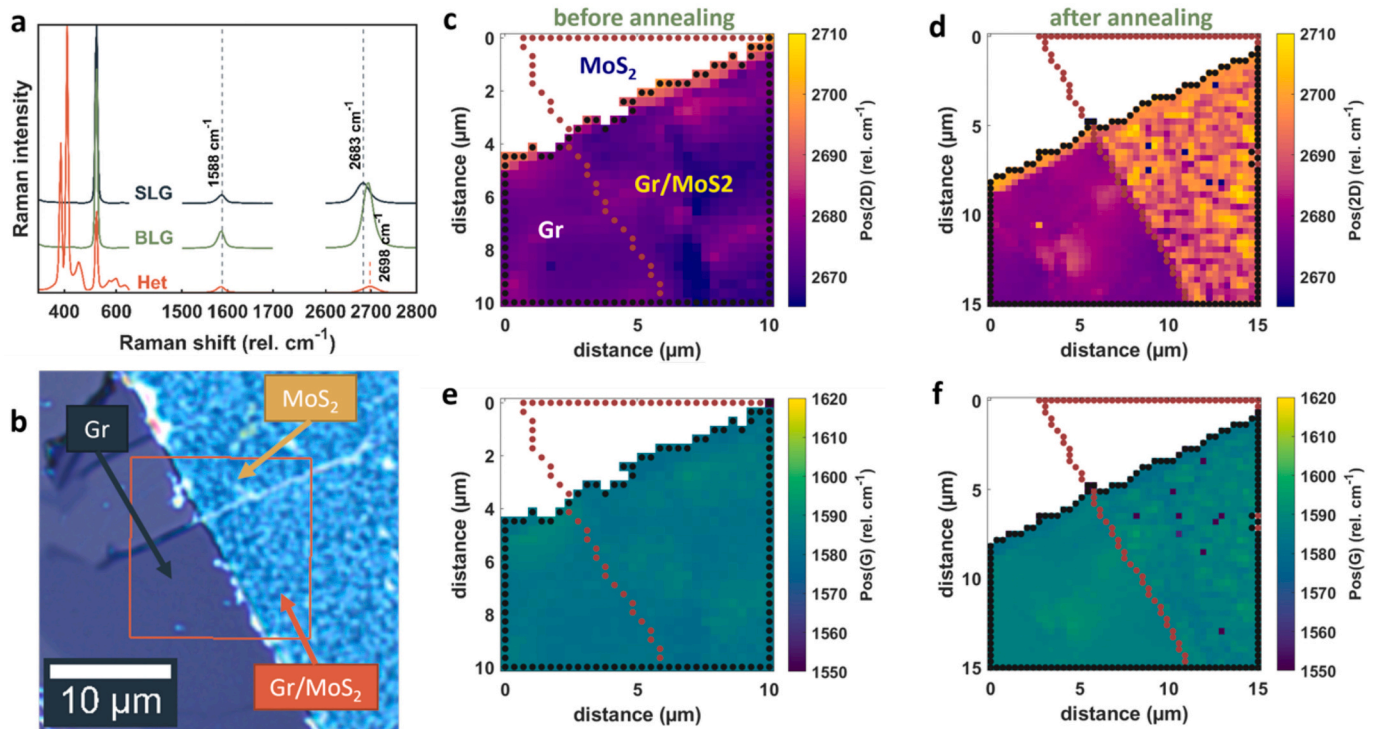 a
Raman intensity
1588 cm⁻¹
2683 cm⁻¹
2698 cm⁻¹
SLG
BLG
Het
400 600 1500 1600 1700 2600 2700 2800
Raman shift (rel. cm⁻¹)
b
Gr
MoS₂
Gr/MoS₂
10 µm
before annealing
c
MoS₂
Gr/MoS2
Gr
0
2
4
6
8
10
distance (µm)
0 5 10
distance (µm)
2710
2700
2690
2680
2670
Pos(2D) (rel. cm⁻¹)
after annealing
d
0
5
10
15
distance (µm)
0 5 10 15
distance (µm)
2710
2700
2690
2680
2670
Pos(2D) (rel. cm⁻¹)
e
0
2
4
6
8
10
distance (µm)
0 5 10
distance (µm)
1620
1610
1600
1590
1580
1570
1560
1550
Pos(G) (rel. cm⁻¹)
f
0
5
10
15
distance (µm)
0 5 10 15
distance (µm)
1620
1610
1600
1590
1580
1570
1560
1550
Pos(G) (rel. cm⁻¹)